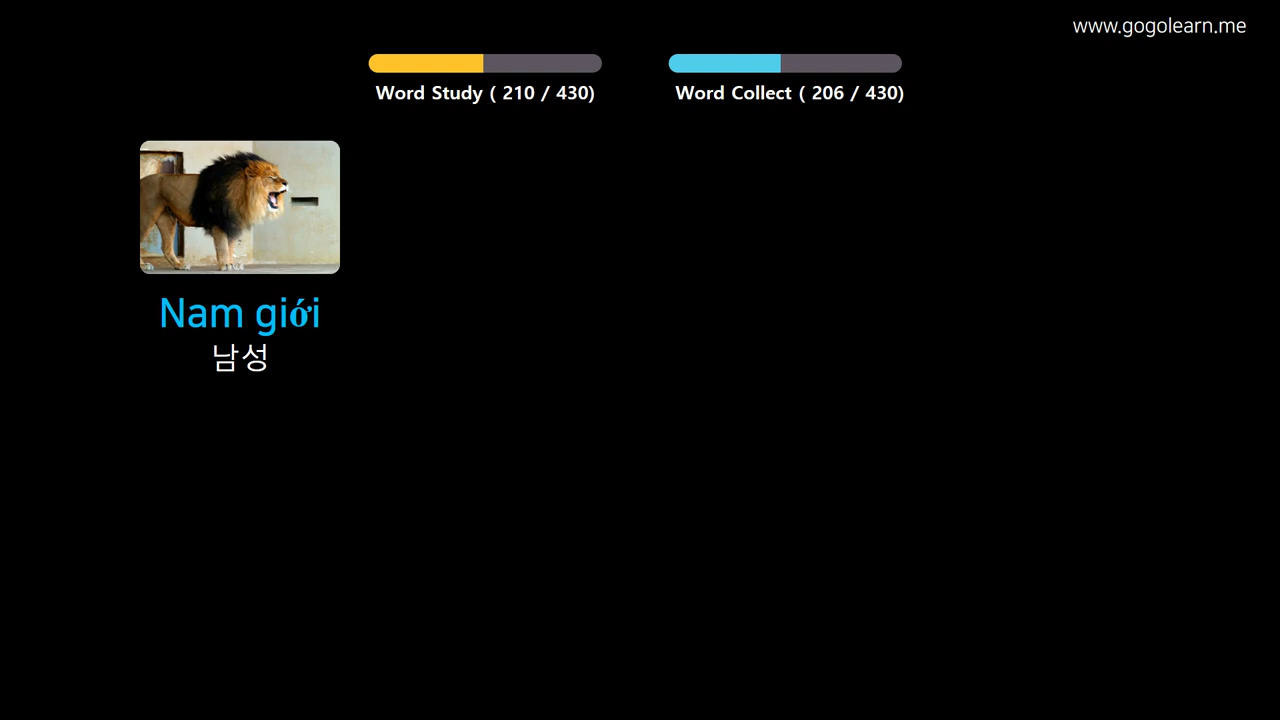 www.gogolearn.me
Word Study ( 210 / 430)
Word Collect ( 206 / 430)
Nam giới
남성